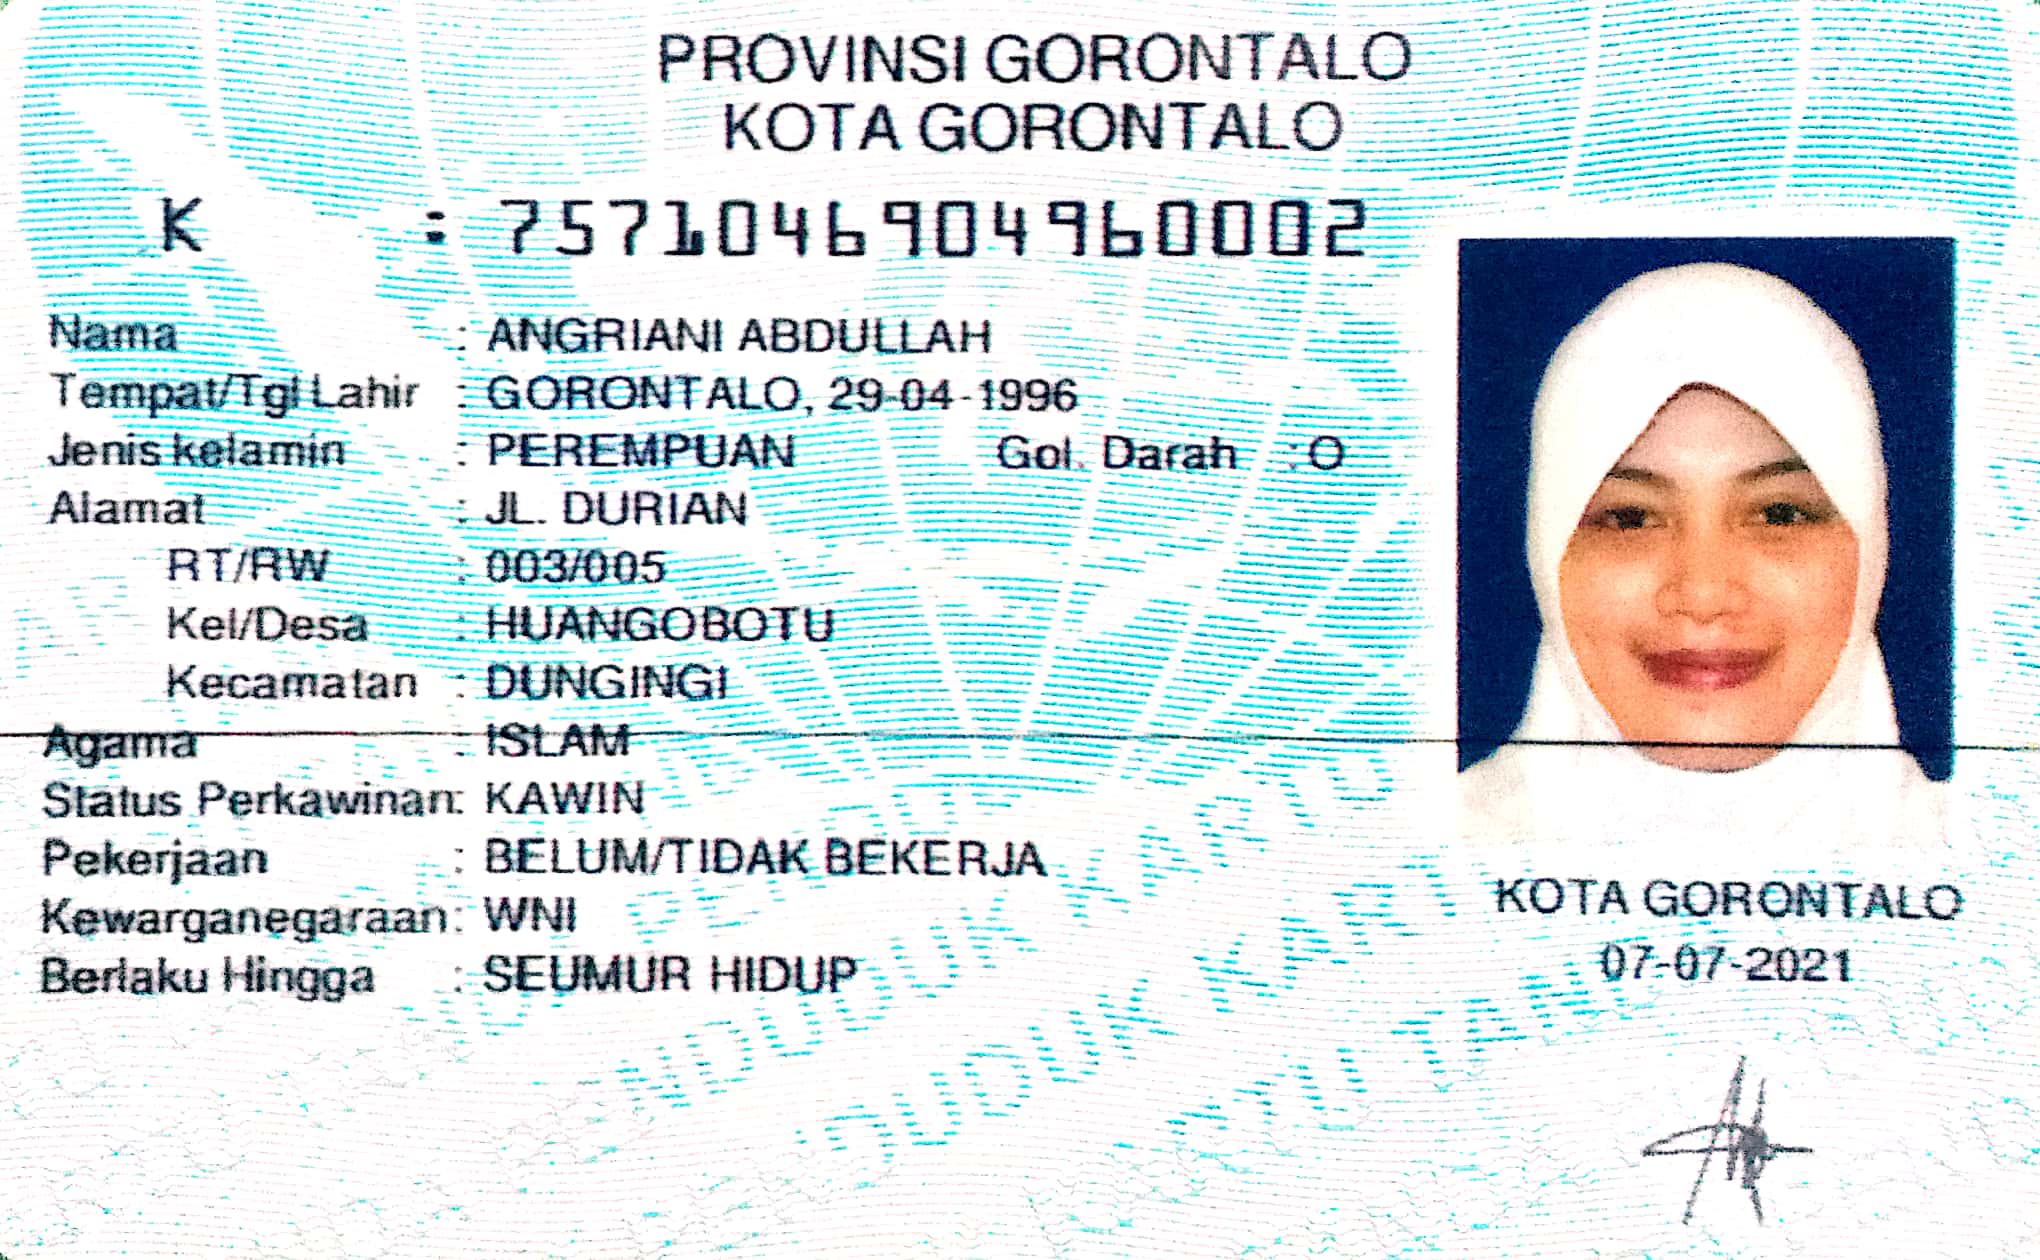 PROVINSI GORONTALO
KOTA GORONTALO
K : 7571046904960002
Nama : ANGRIANI ABDULLAH
Tempat/Tgl Lahir : GORONTALO, 29-04-1996
Jenis kelamin : PEREMPUAN Gol. Darah : O
Alamat : JL. DURIAN
RT/RW : 003/005
Kel/Desa : HUANGOBOTU
Kecamatan : DUNGINGI
Agama : ISLAM
Status Perkawinan: KAWIN
Pekerjaan : BELUM/TIDAK BEKERJA
Kewarganegaraan: WNI
Berlaku Hingga : SEUMUR HIDUP
KOTA GORONTALO
07-07-2021